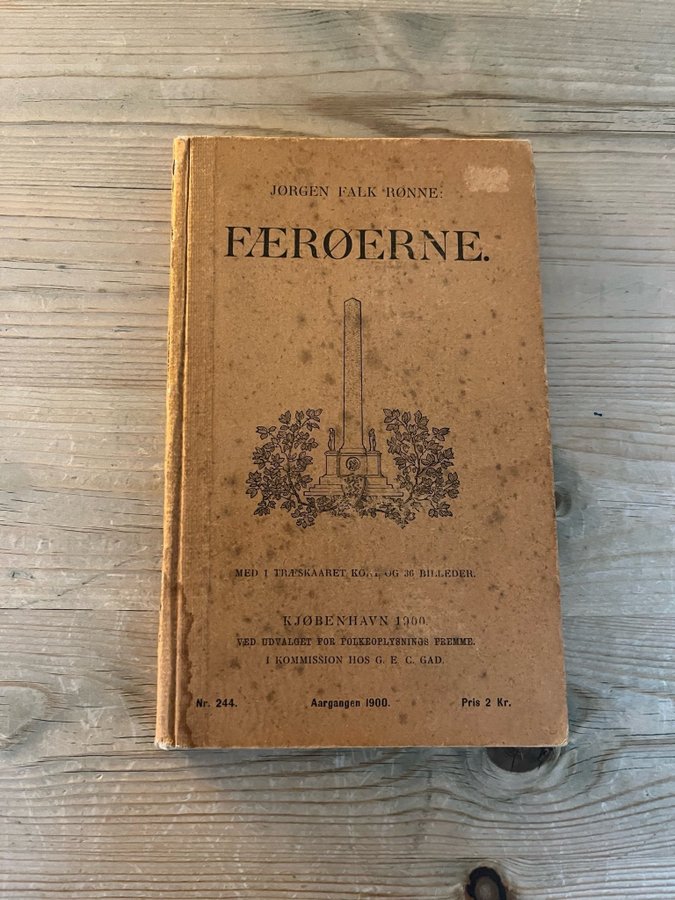 JØRGEN FALK RØNNE:
FÆRØERNE.
MED 1 TRÆSKAARET KORT OG 36 BILLEDER.
KJØBENHAVN 1900.
VED UDVALGET FOR FOLKEOPLYSNINGS FREMME.
I KOMMISSION HOS G. E. C. GAD.
Nr. 244. Aargangen 1900. Pris 2 Kr.